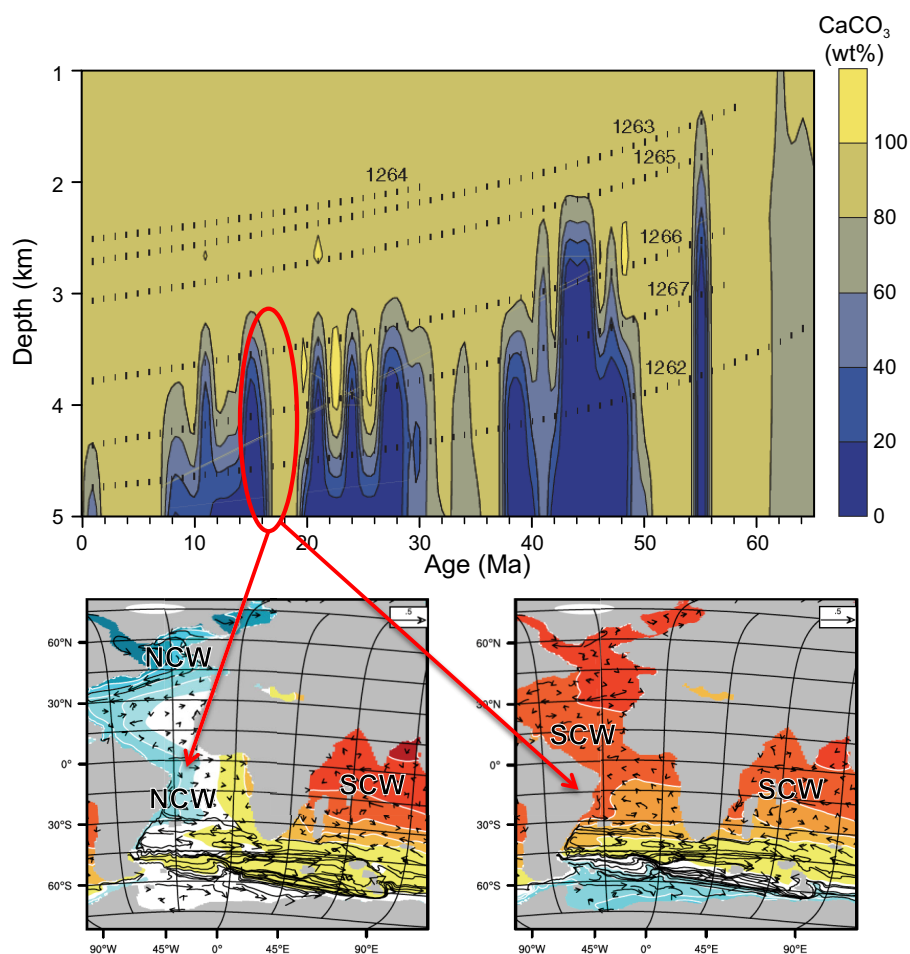 CaCO₃
(wt%)
1
2
3
4
5
Depth (km)
1263
1265
1264
1266
1267
1262
100
80
60
40
20
0
0
10
20
30
40
50
60
Age (Ma)
.5
60°N
30°N
0°
30°S
60°S
90°W
45°W
0°
45°E
90°E
NCW
NCW
SCW
.5
60°N
30°N
0°
30°S
60°S
90°W
45°W
0°
45°E
90°E
SCW
SCW